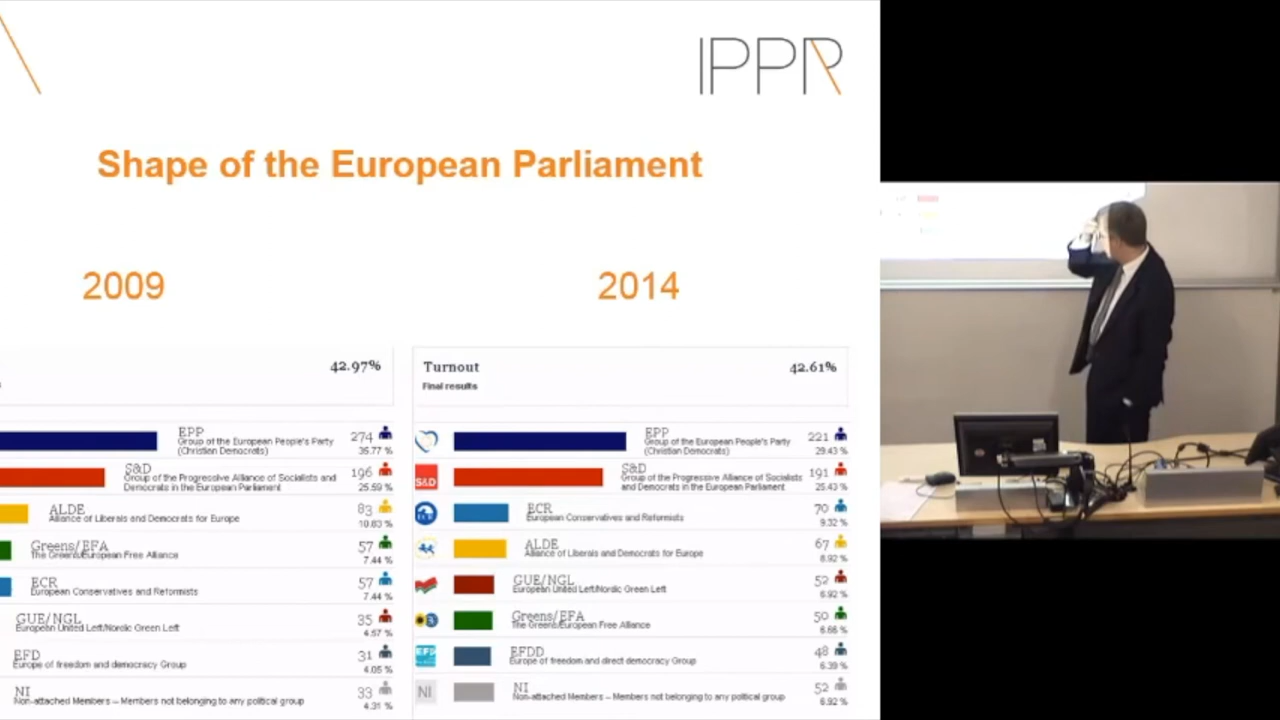 IPPR
Shape of the European Parliament
2009
2014
42.97%
EPP
Group of the European People's Party
(Christian Democrats)
274
35.77 %
S&D
Group of the Progressive Alliance of Socialists and
Democrats in the European Parliament
196
25.59 %
ALDE
Alliance of Liberals and Democrats for Europe
83
10.83 %
Greens/EFA
The Greens/European Free Alliance
57
7.44 %
ECR
European Conservatives and Reformists
57
7.44 %
GUE/NGL
European United Left/Nordic Green Left
35
4.57 %
EFD
Europe of freedom and democracy Group
31
4.05 %
NI
Non-attached Members – Members not belonging to any political group
33
4.31 %
Turnout
42.61%
Final results
EPP
Group of the European People's Party
(Christian Democrats)
221
29.43 %
S&D
S&D
Group of the Progressive Alliance of Socialists
and Democrats in the European Parliament
191
25.43 %
ECR
European Conservatives and Reformists
70
9.32 %
ALDE
Alliance of Liberals and Democrats for Europe
67
8.92 %
GUE/NGL
European United Left/Nordic Green Left
52
6.92 %
Greens/EFA
The Greens/European Free Alliance
50
6.66 %
EFDD
Europe of freedom and direct democracy Group
48
6.39 %
NI
NI
Non-attached Members – Members not belonging to any political group
52
6.92 %